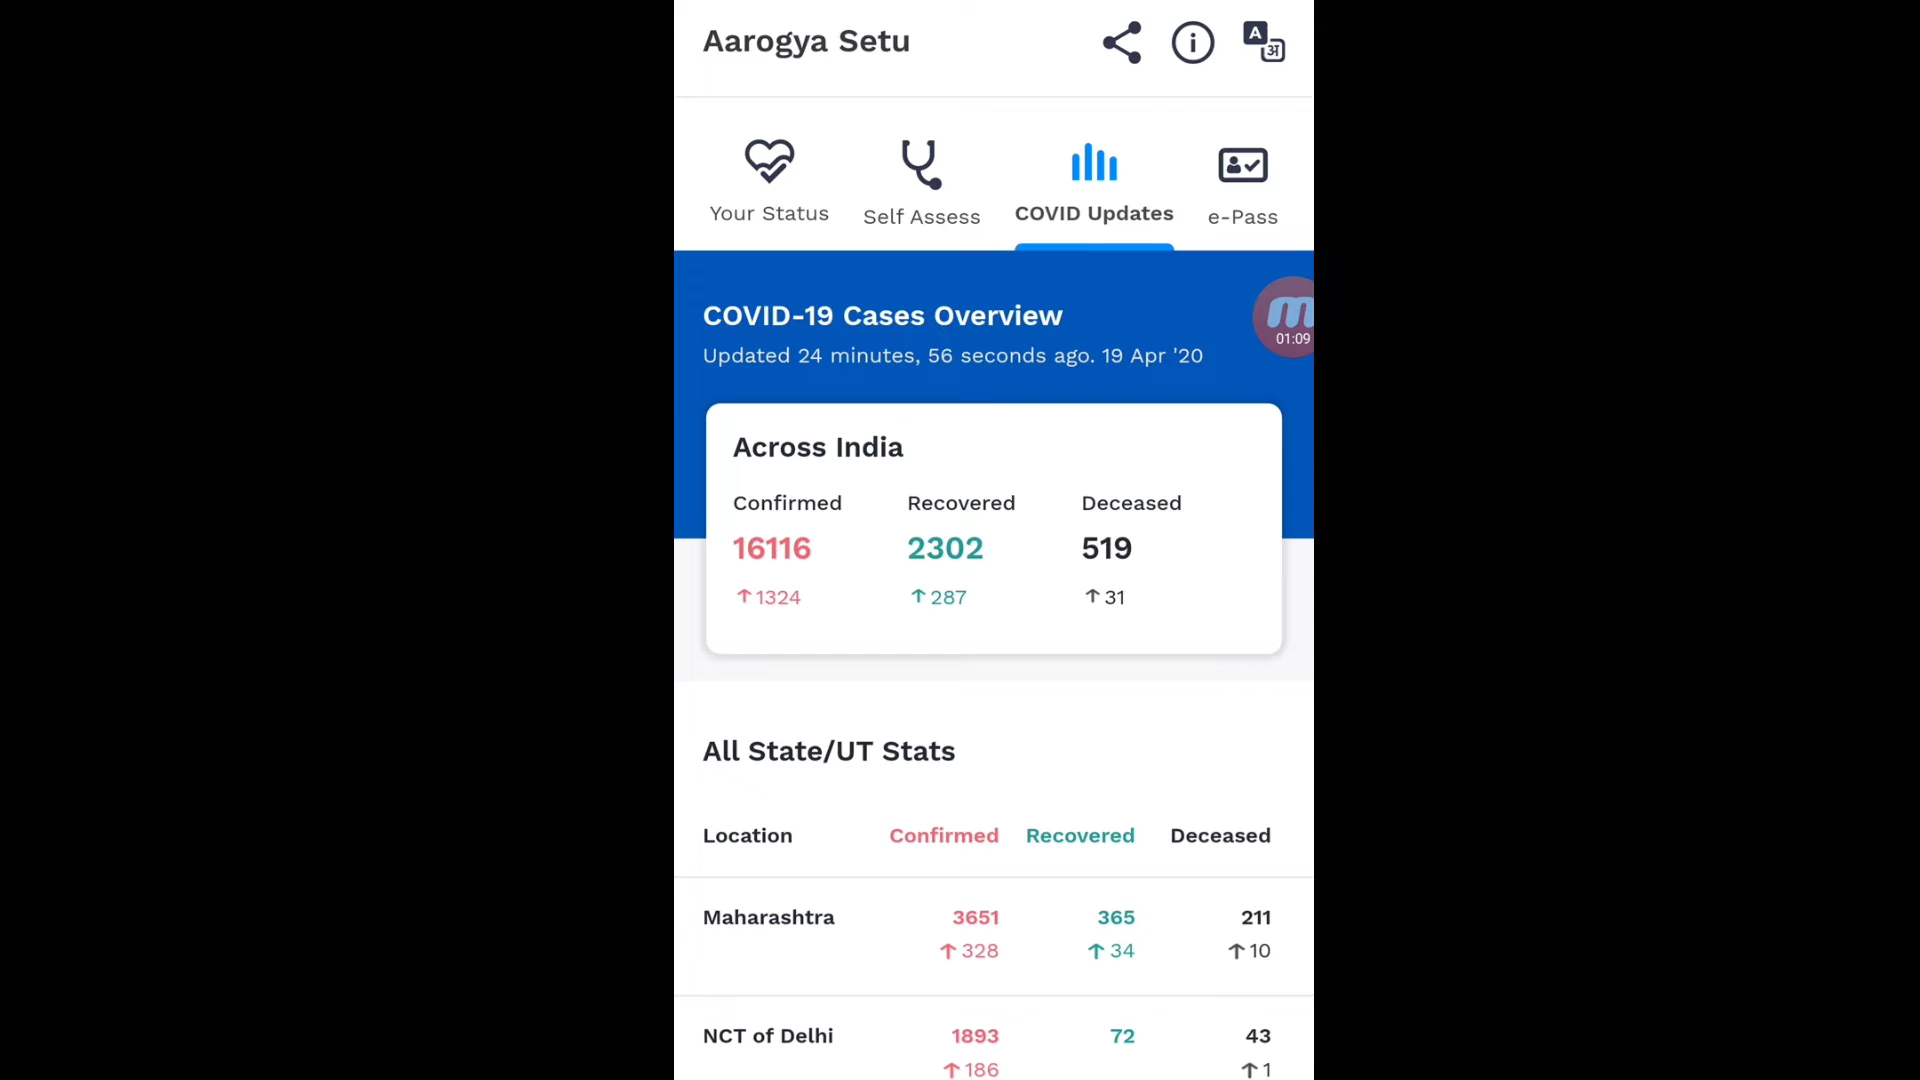 Aarogya Setu
A अ
Your Status Self Assess COVID Updates e-Pass
COVID-19 Cases Overview
Updated 24 minutes, 56 seconds ago. 19 Apr '20
m
01:09
Across India
Confirmed Recovered Deceased
16116 2302 519
↑1324 ↑287 ↑31
All State/UT Stats
Location Confirmed Recovered Deceased
Maharashtra 3651 365 211
↑328 ↑34 ↑10
NCT of Delhi 1893 72 43
↑186 ↑1